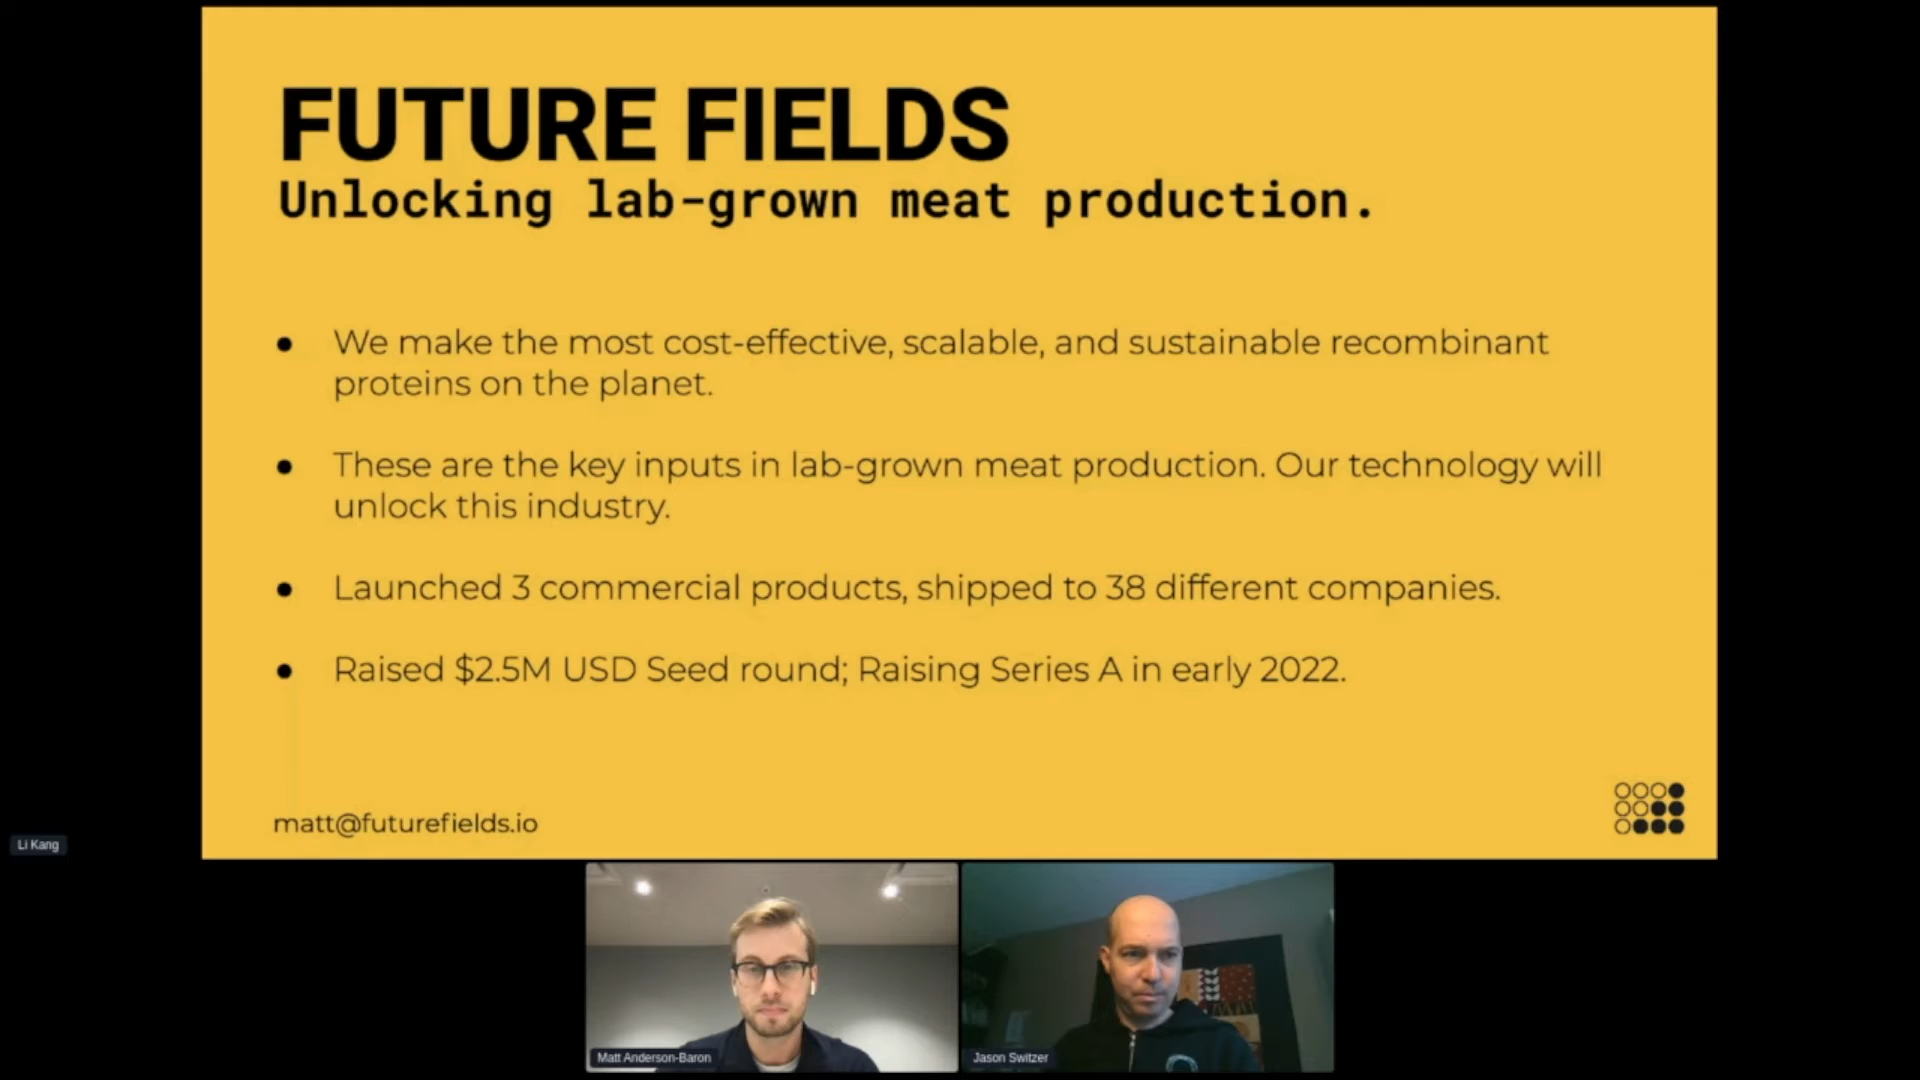 FUTURE FIELDS
Unlocking lab-grown meat production.
● We make the most cost-effective, scalable, and sustainable recombinant
proteins on the planet.
● These are the key inputs in lab-grown meat production. Our technology will
unlock this industry.
● Launched 3 commercial products, shipped to 38 different companies.
● Raised $2.5M USD Seed round; Raising Series A in early 2022.
matt@futurefields.io
Li Kang
Matt Anderson-Baron
Jason Switzer